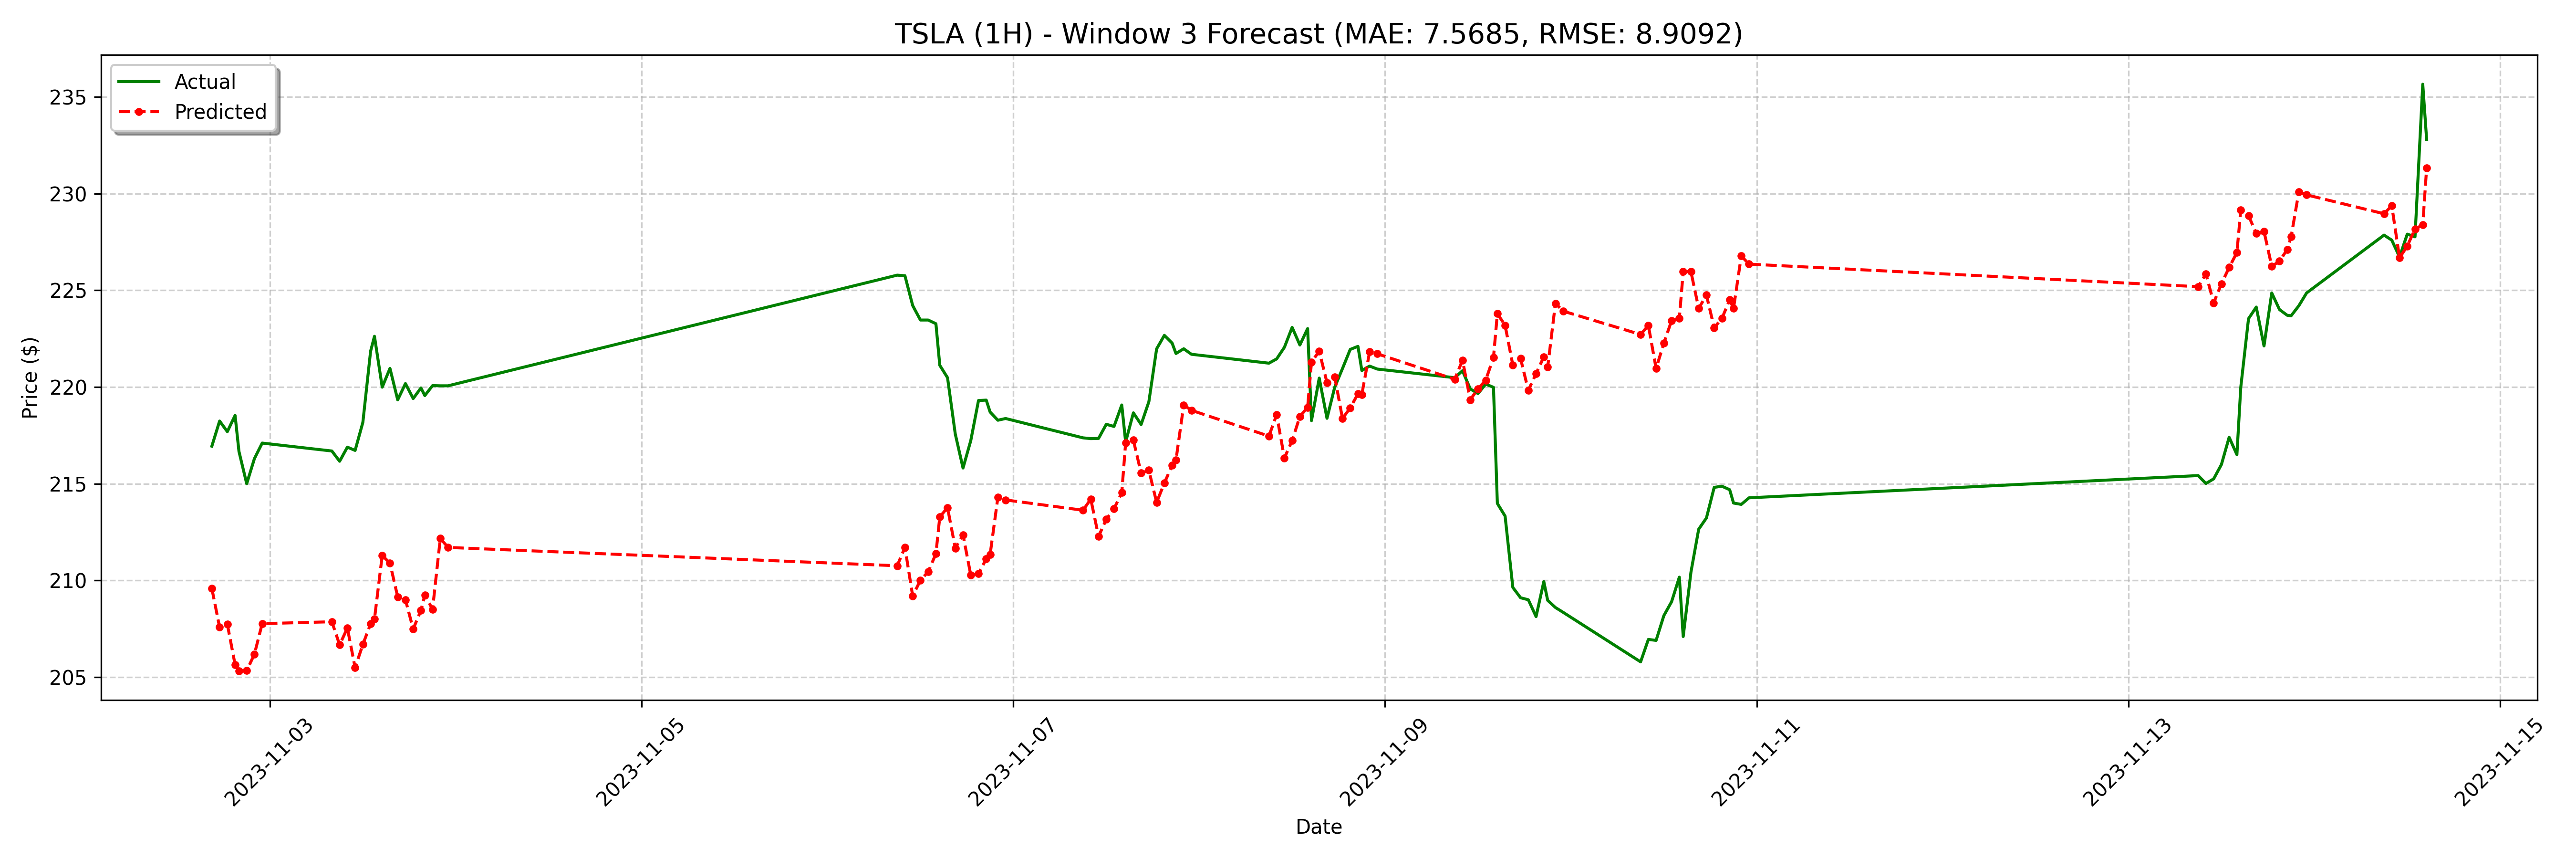 TSLA (1H) - Window 3 Forecast (MAE: 7.5685, RMSE: 8.9092)
Actual
Predicted
Price ($)
235
230
225
220
215
210
205
2023-11-03
2023-11-05
2023-11-07
2023-11-09
2023-11-11
2023-11-13
2023-11-15
Date